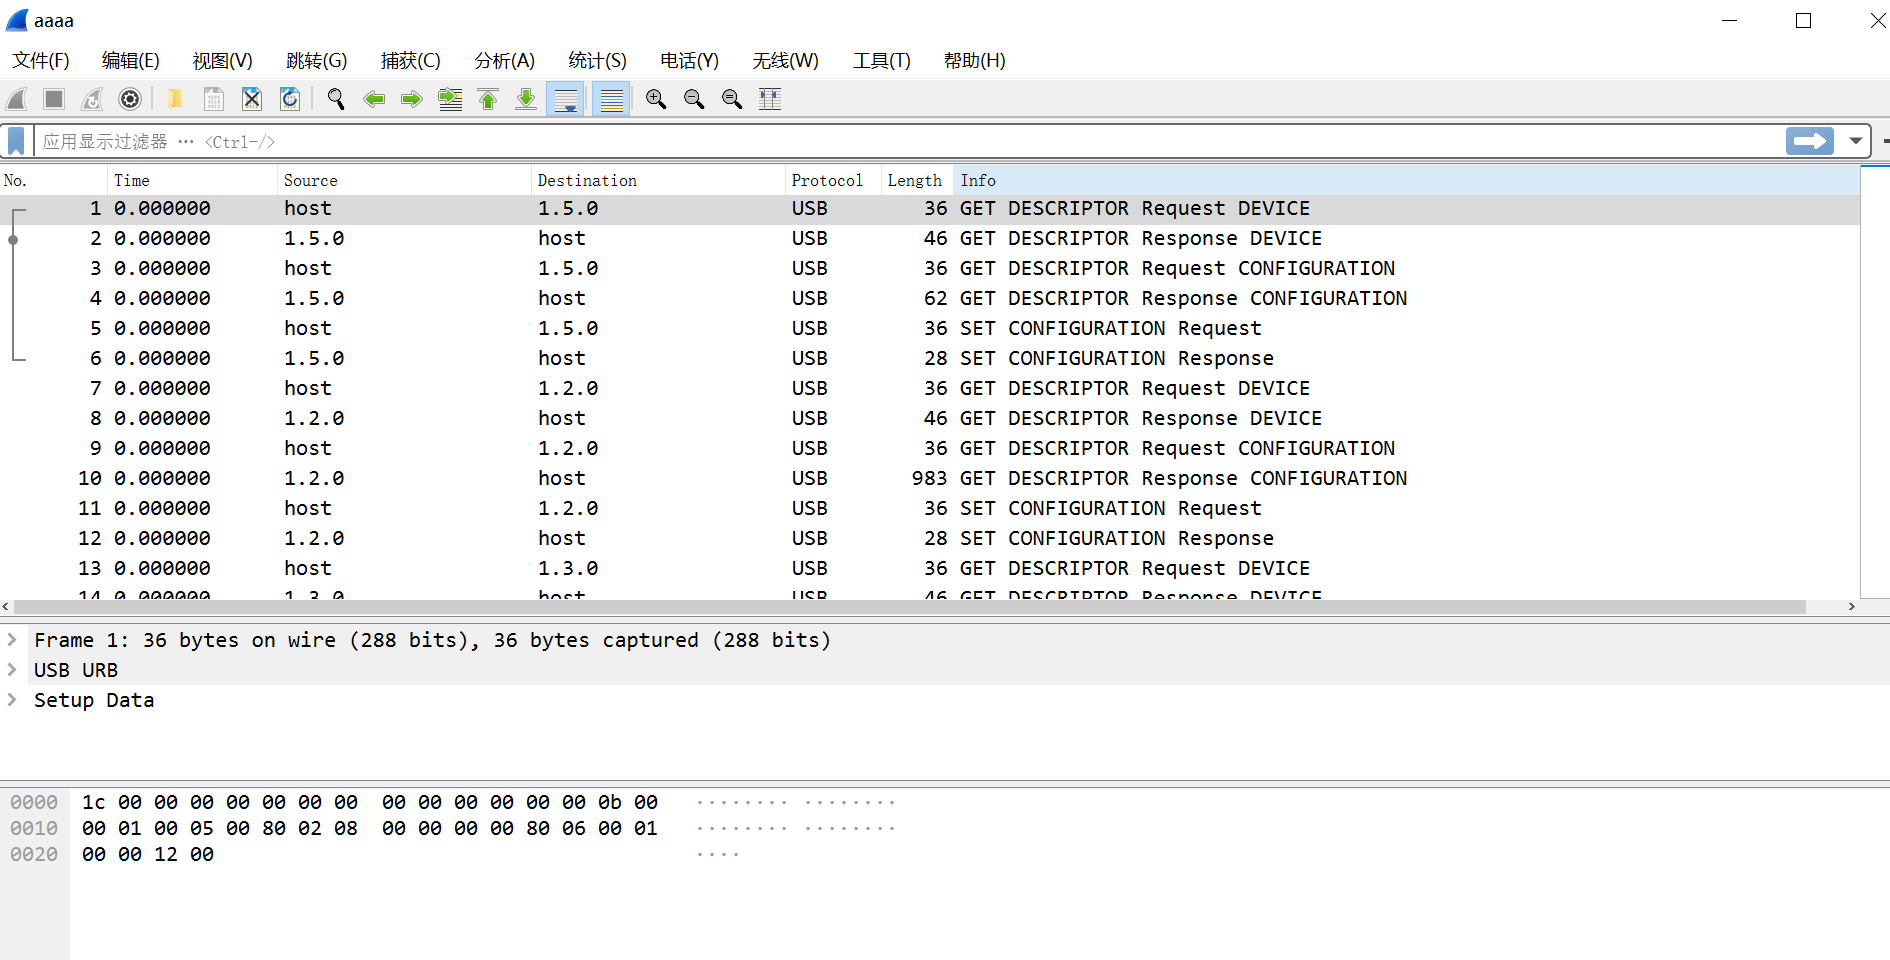 aaaa
文件(F) 编辑(E) 视图(V) 跳转(G) 捕获(C) 分析(A) 统计(S) 电话(Y) 无线(W) 工具(T) 帮助(H)
应用显示过滤器 … <Ctrl-/>
No. Time Source Destination Protocol Length Info
1 0.000000 host 1.5.0 USB 36 GET DESCRIPTOR Request DEVICE
2 0.000000 1.5.0 host USB 46 GET DESCRIPTOR Response DEVICE
3 0.000000 host 1.5.0 USB 36 GET DESCRIPTOR Request CONFIGURATION
4 0.000000 1.5.0 host USB 62 GET DESCRIPTOR Response CONFIGURATION
5 0.000000 host 1.5.0 USB 36 SET CONFIGURATION Request
6 0.000000 1.5.0 host USB 28 SET CONFIGURATION Response
7 0.000000 host 1.2.0 USB 36 GET DESCRIPTOR Request DEVICE
8 0.000000 1.2.0 host USB 46 GET DESCRIPTOR Response DEVICE
9 0.000000 host 1.2.0 USB 36 GET DESCRIPTOR Request CONFIGURATION
10 0.000000 1.2.0 host USB 983 GET DESCRIPTOR Response CONFIGURATION
11 0.000000 host 1.2.0 USB 36 SET CONFIGURATION Request
12 0.000000 1.2.0 host USB 28 SET CONFIGURATION Response
13 0.000000 host 1.3.0 USB 36 GET DESCRIPTOR Request DEVICE
14 0.000000 1.3.0 host USB 46 GET DESCRIPTOR Response DEVICE
Frame 1: 36 bytes on wire (288 bits), 36 bytes captured (288 bits)
USB URB
Setup Data
0000 1c 00 00 00 00 00 00 00 00 00 00 00 00 00 0b 00 ········ ········
0010 00 01 00 05 00 80 02 08 00 00 00 00 80 06 00 01 ········ ········
0020 00 00 12 00 ····